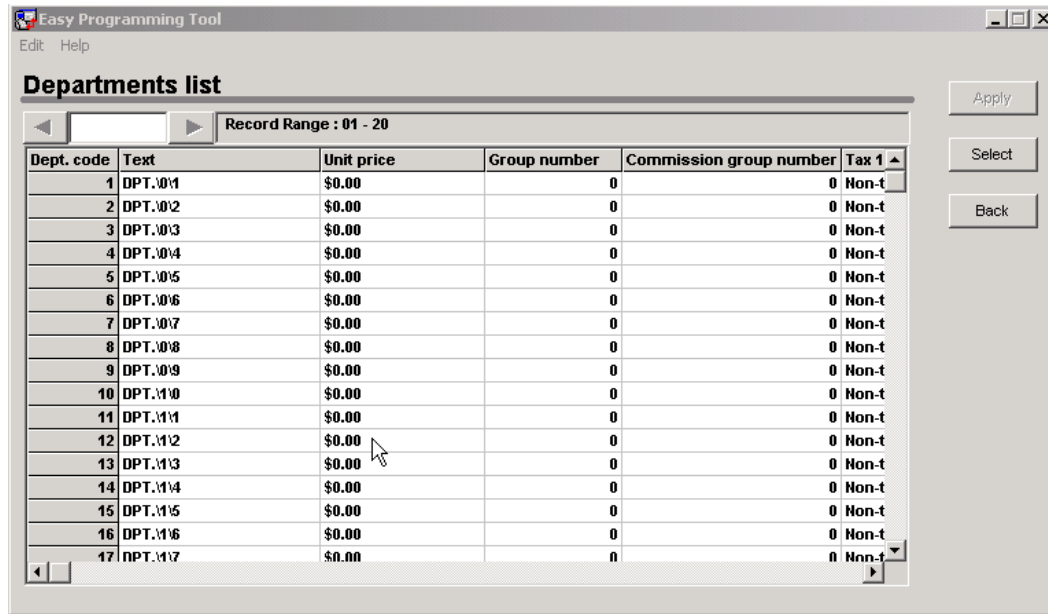 Easy Programming Tool
Edit Help
Departments list
Apply
Record Range : 01 - 20
Select
Back
Dept. code Text Unit price Group number Commission group number Tax 1
1 DPT.\0\1 $0.00 0 0 Non-t
2 DPT.\0\2 $0.00 0 0 Non-t
3 DPT.\0\3 $0.00 0 0 Non-t
4 DPT.\0\4 $0.00 0 0 Non-t
5 DPT.\0\5 $0.00 0 0 Non-t
6 DPT.\0\6 $0.00 0 0 Non-t
7 DPT.\0\7 $0.00 0 0 Non-t
8 DPT.\0\8 $0.00 0 0 Non-t
9 DPT.\0\9 $0.00 0 0 Non-t
10 DPT.\1\0 $0.00 0 0 Non-t
11 DPT.\1\1 $0.00 0 0 Non-t
12 DPT.\1\2 $0.00 0 0 Non-t
13 DPT.\1\3 $0.00 0 0 Non-t
14 DPT.\1\4 $0.00 0 0 Non-t
15 DPT.\1\5 $0.00 0 0 Non-t
16 DPT.\1\6 $0.00 0 0 Non-t
17 DPT.\1\7 $0.00 0 0 Non-t